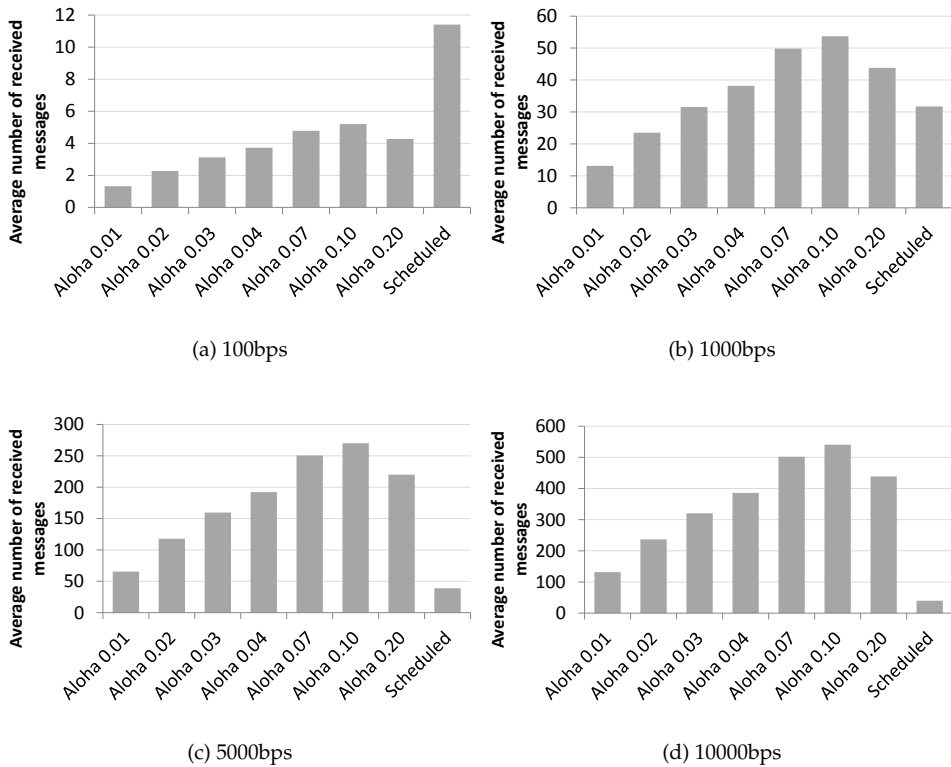 Average number of received
messages
12
10
8
6
4
2
0
Aloha 0.01
Aloha 0.02
Aloha 0.03
Aloha 0.04
Aloha 0.07
Aloha 0.10
Aloha 0.20
Scheduled
(a) 100bps
Average number of received
messages
60
50
40
30
20
10
0
Aloha 0.01
Aloha 0.02
Aloha 0.03
Aloha 0.04
Aloha 0.07
Aloha 0.10
Aloha 0.20
Scheduled
(b) 1000bps
Average number of received
messages
300
250
200
150
100
50
0
Aloha 0.01
Aloha 0.02
Aloha 0.03
Aloha 0.04
Aloha 0.07
Aloha 0.10
Aloha 0.20
Scheduled
(c) 5000bps
Average number of received
messages
600
500
400
300
200
100
0
Aloha 0.01
Aloha 0.02
Aloha 0.03
Aloha 0.04
Aloha 0.07
Aloha 0.10
Aloha 0.20
Scheduled
(d) 10000bps